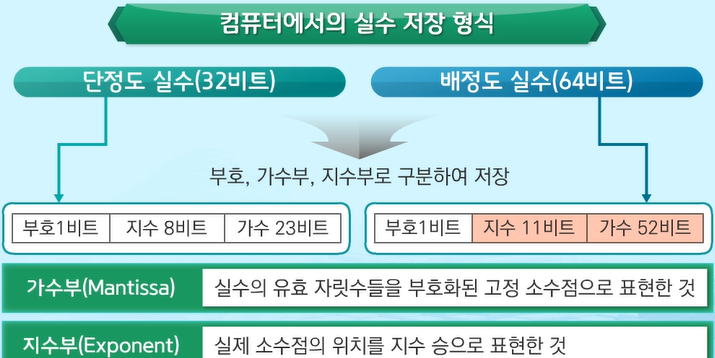 컴퓨터에서의 실수 저장 형식
단정도 실수(32비트)
배정도 실수(64비트)
부호, 가수부, 지수부로 구분하여 저장
부호1비트 지수 8비트 가수 23비트
부호1비트 지수 11비트 가수 52비트
가수부(Mantissa) 실수의 유효 자릿수들을 부호화된 고정 소수점으로 표현한 것
지수부(Exponent) 실제 소수점의 위치를 지수 승으로 표현한 것